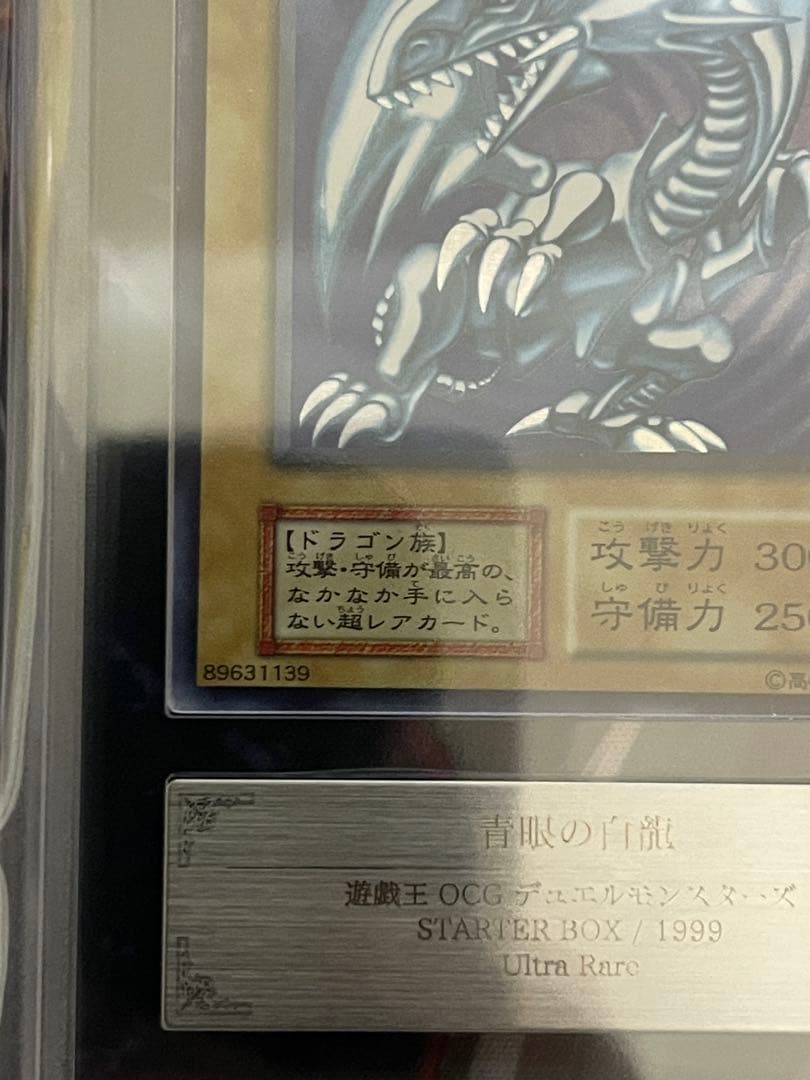 【ドラゴン族】
攻撃・守備が最高の、
なかなか手に入ら
ない超レアカード。
攻撃力 300
守備力 250
89631139
©高
青眼の白龍
遊戯王 OCG デュエルモンスターズ
STARTER BOX / 1999
Ultra Rare